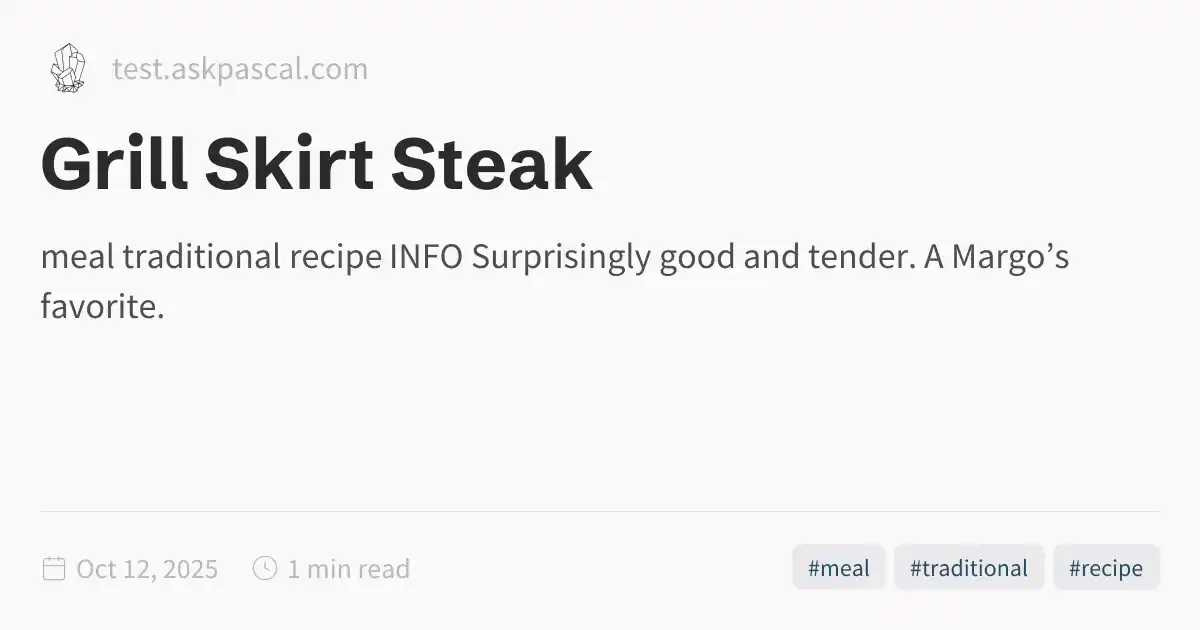 test.askpascal.com
Grill Skirt Steak
meal traditional recipe INFO Surprisingly good and tender. A Margo’s
favorite.
Oct 12, 2025 1 min read #meal #traditional #recipe